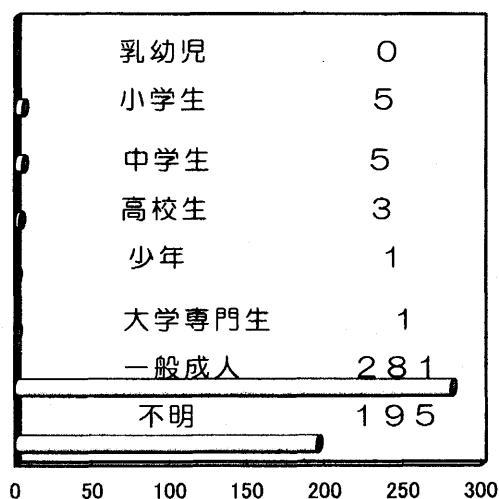 乳幼児 0
小学生 5
中学生 5
高校生 3
少年 1
大学専門生 1
一般成人 281
不明 195
0 50 100 150 200 250 300